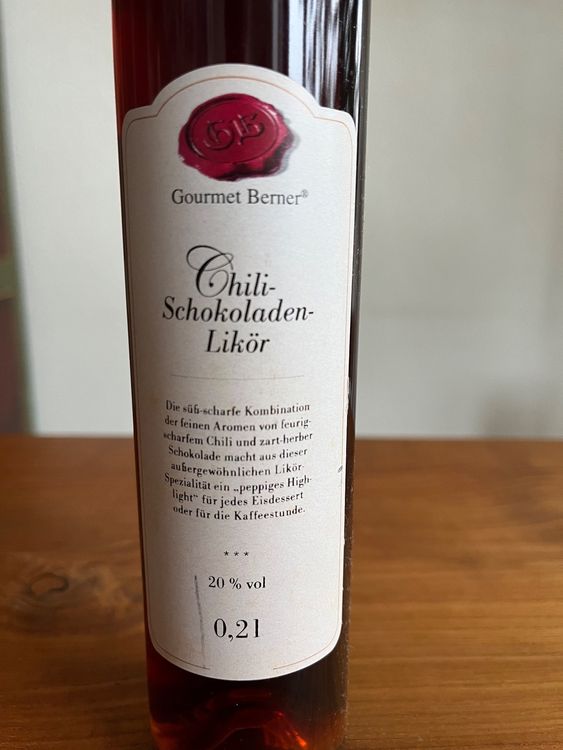 GB
Gourmet Berner®
Chili-
Schokoladen-
Likör
Die süß-scharfe Kombination
der feinen Aromen von feurig-
scharfem Chili und zart-herber
Schokolade macht aus dieser
außergewöhnlichen Likör-
Spezialität ein „peppiges High-
light“ für jedes Eisdessert
oder für die Kaffeestunde.
***
20 % vol
0,2 l